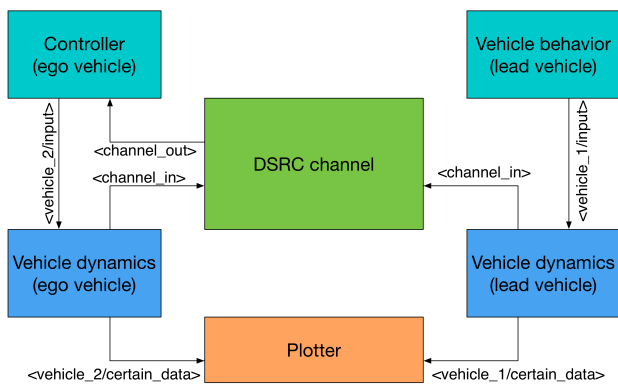 Controller
(ego vehicle)
Vehicle behavior
(lead vehicle)
<vehicle_2/input>
<channel_out>
<channel_in>
DSRC channel
<channel_in>
<vehicle_1/input>
Vehicle dynamics
(ego vehicle)
Vehicle dynamics
(lead vehicle)
Plotter
<vehicle_2/certain_data>
<vehicle_1/certain_data>